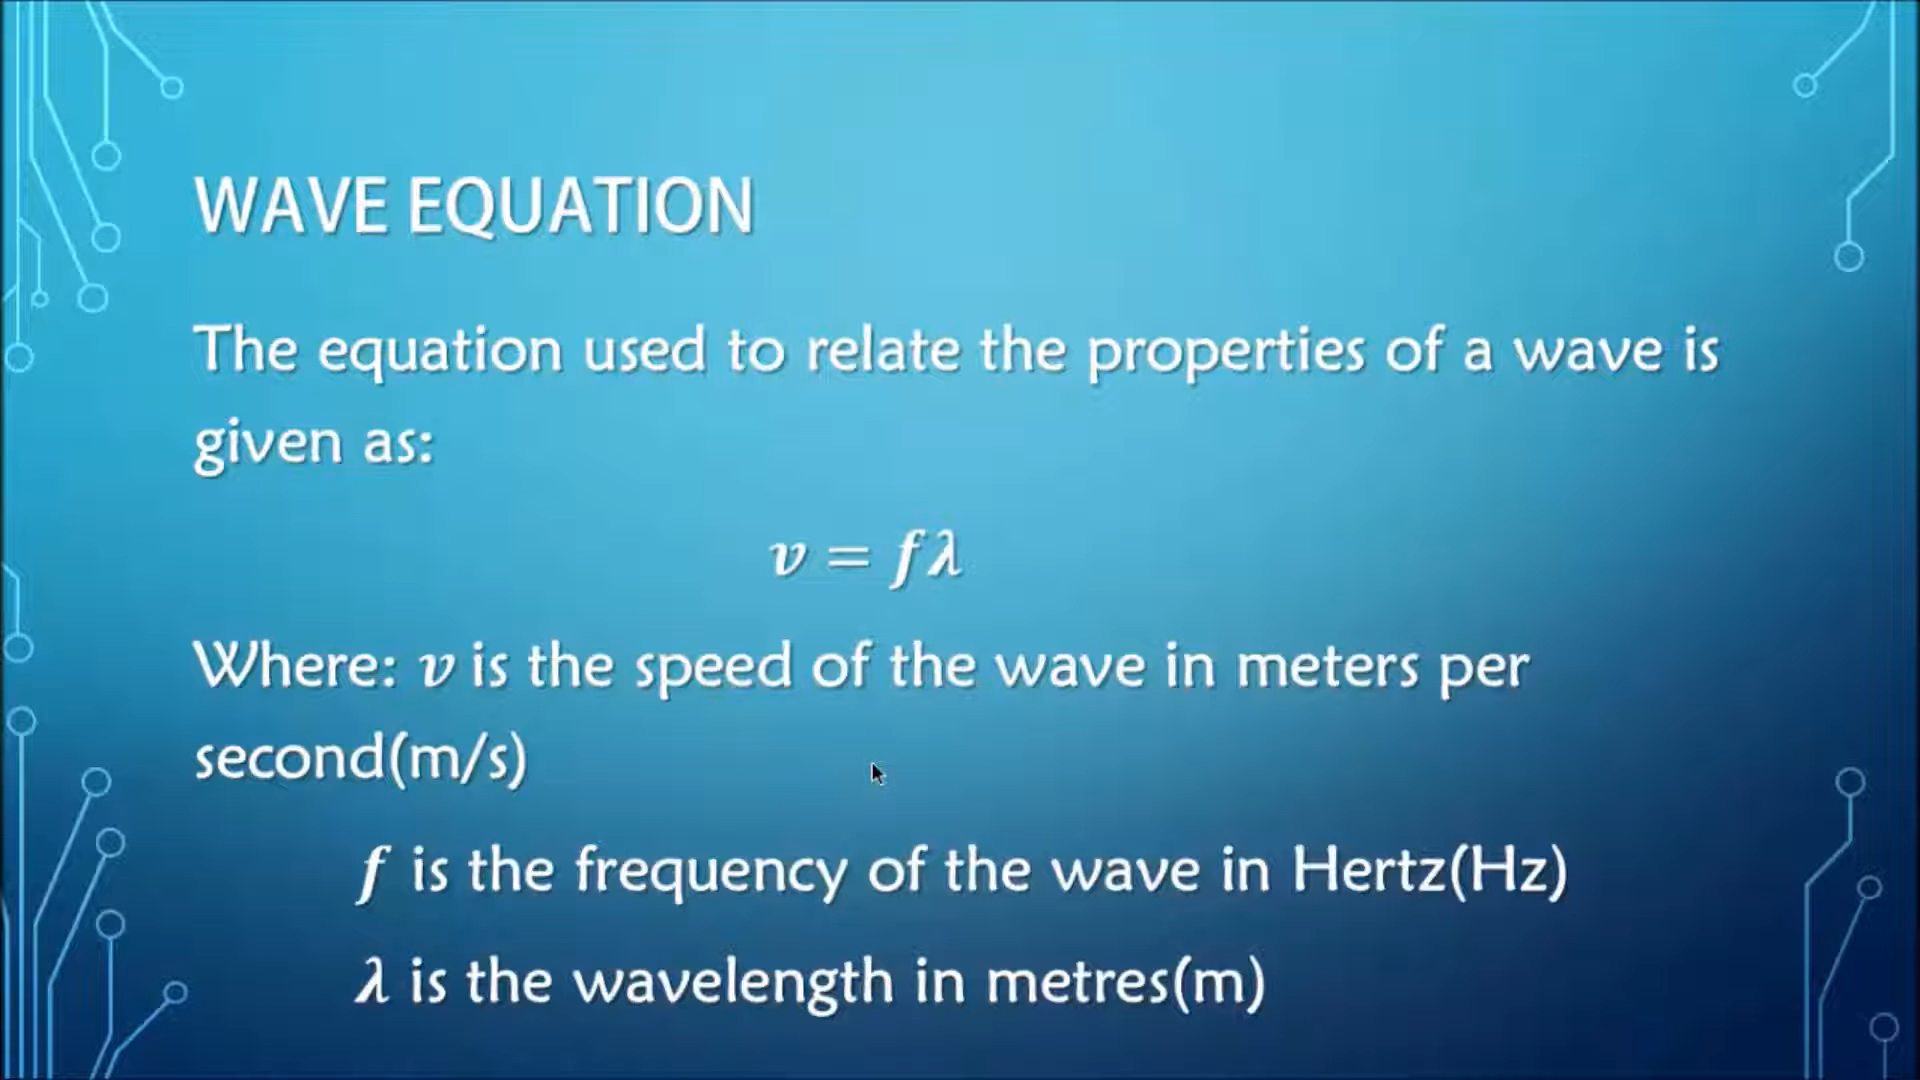 WAVE EQUATION
The equation used to relate the properties of a wave is
given as:
v = fλ
Where: v is the speed of the wave in meters per
second(m/s)
f is the frequency of the wave in Hertz(Hz)
λ is the wavelength in metres(m)